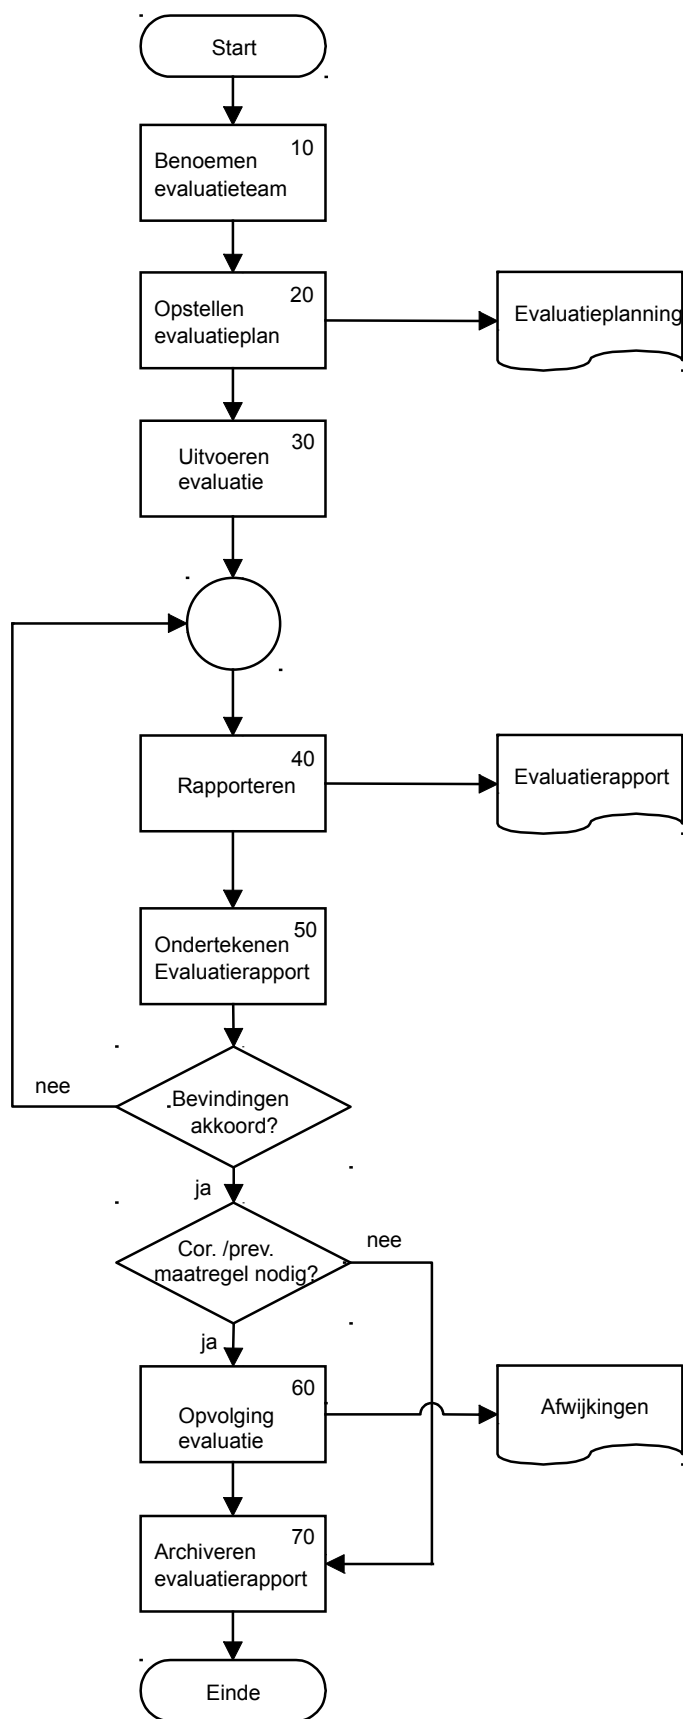 Start
10
Benoemen
evaluatieteam
20
Opstellen
evaluatieplan
Evaluatieplanning
30
Uitvoeren
evaluatie
40
Rapporteren
Evaluatierapport
50
Ondertekenen
Evaluatierapport
nee
Bevindingen
akkoord?
ja
Cor. /prev.
maatregel nodig?
nee
ja
60
Opvolging
evaluatie
Afwijkingen
70
Archiveren
evaluatierapport
Einde